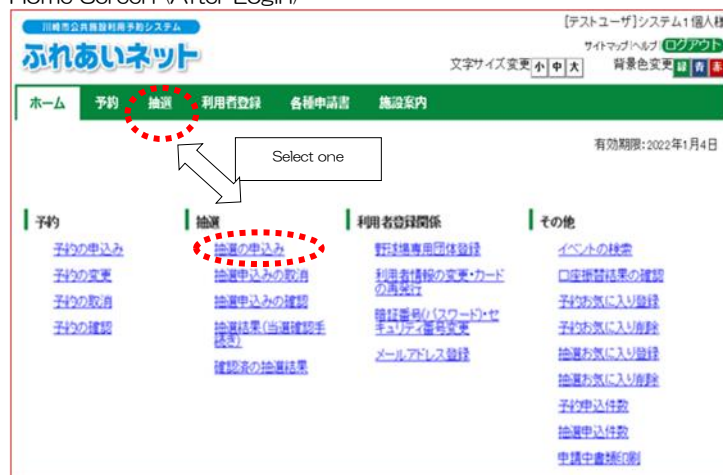 Home Screen (After Login)
川崎市公共施設利用予約システム
ふれあいネット
[テストユーザ]システム1 個人様
サイトマップ|ヘルプ|ログアウト
文字サイズ変更 小 中 大 背景色変更 緑 青 赤
ホーム 予約 抽選 利用者登録 各種申請書 施設案内
Select one
有効期限:2022年1月4日
予約
予約の申込み
予約の変更
予約の取消
予約の確認
抽選
抽選の申込み
抽選申込みの取消
抽選申込みの確認
抽選結果(当選確認手
続き)
確認済の抽選結果
利用者登録関係
野球場専用団体登録
利用者情報の変更・カード
の再発行
暗証番号(パスワード)・セ
キュリティ番号変更
メールアドレス登録
その他
イベントの検索
口座振替結果の確認
予約お気に入り登録
予約お気に入り削除
抽選お気に入り登録
抽選お気に入り削除
予約申込件数
抽選申込件数
申請中書類印刷